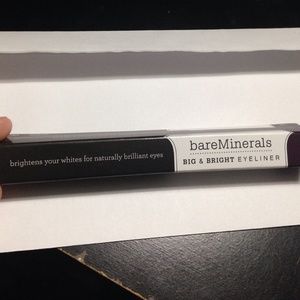 brightens your whites for naturally brilliant eyes
bareMinerals
BIG & BRIGHT EYELINER